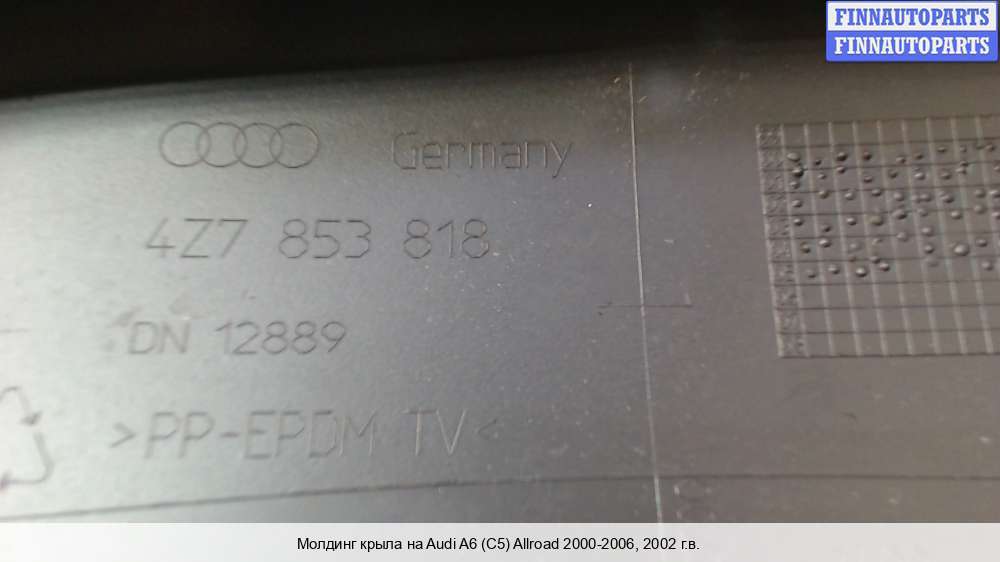 FINNAUTOPARTS
FINNAUTOPARTS
Germany
4Z7 853 818
DN 12889
>PP-EPDM TV<
Молдинг крыла на Audi A6 (C5) Allroad 2000-2006, 2002 г.в.